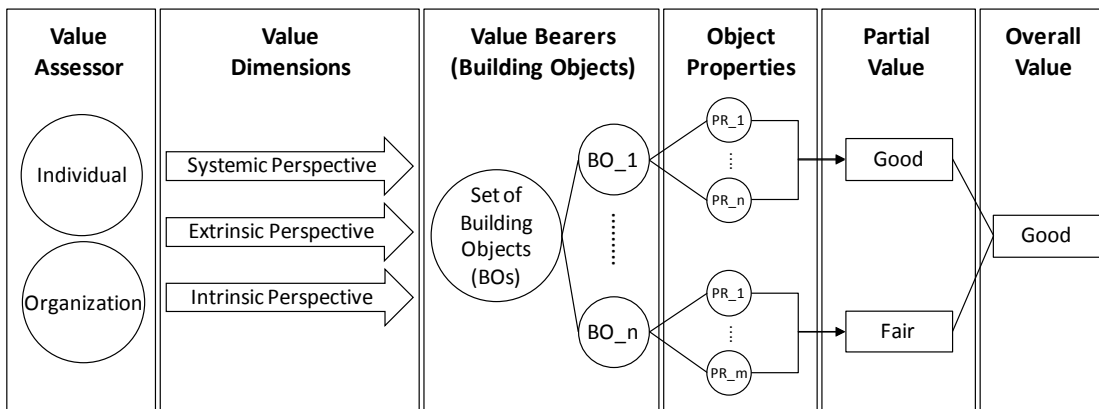 Value
Assessor
Individual
Organization
Value
Dimensions
Systemic Perspective
Extrinsic Perspective
Intrinsic Perspective
Value Bearers
(Building Objects)
Set of
Building
Objects
(BOs)
BO_1
........
BO_n
Object
Properties
PR_1
....
PR_n
PR_1
...
PR_m
Partial
Value
Good
Fair
Overall
Value
Good